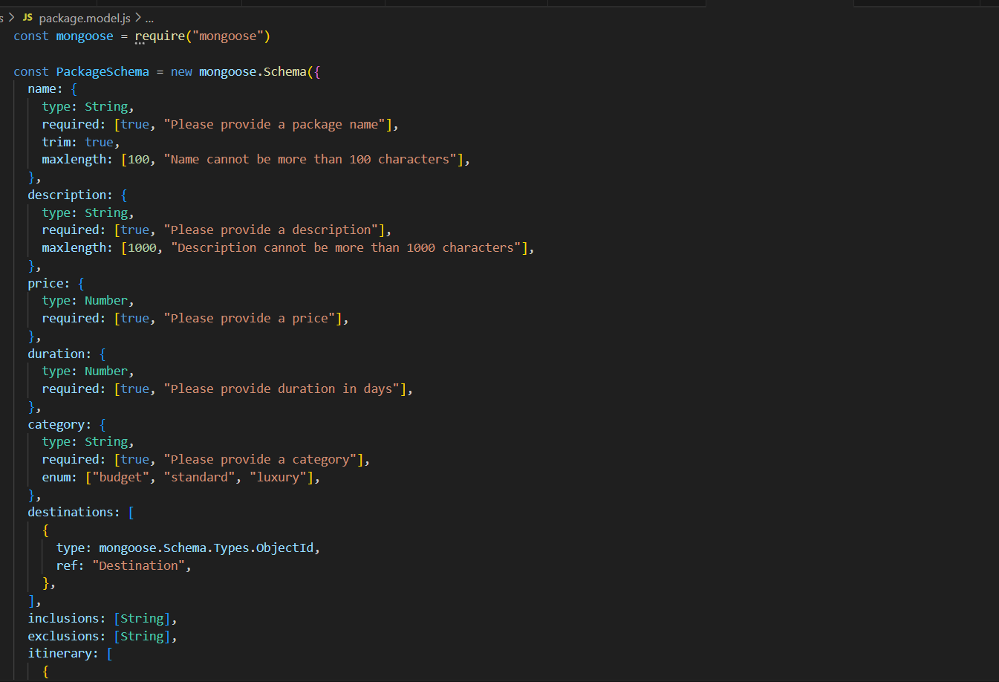 s > JS package.model.js > ...
const mongoose = require("mongoose")
const PackageSchema = new mongoose.Schema({
  name: {
    type: String,
    required: [true, "Please provide a package name"],
    trim: true,
    maxlength: [100, "Name cannot be more than 100 characters"],
  },
  description: {
    type: String,
    required: [true, "Please provide a description"],
    maxlength: [1000, "Description cannot be more than 1000 characters"],
  },
  price: {
    type: Number,
    required: [true, "Please provide a price"],
  },
  duration: {
    type: Number,
    required: [true, "Please provide duration in days"],
  },
  category: {
    type: String,
    required: [true, "Please provide a category"],
    enum: ["budget", "standard", "luxury"],
  },
  destinations: [
    {
      type: mongoose.Schema.Types.ObjectId,
      ref: "Destination",
    },
  ],
  inclusions: [String],
  exclusions: [String],
  itinerary: [
    {